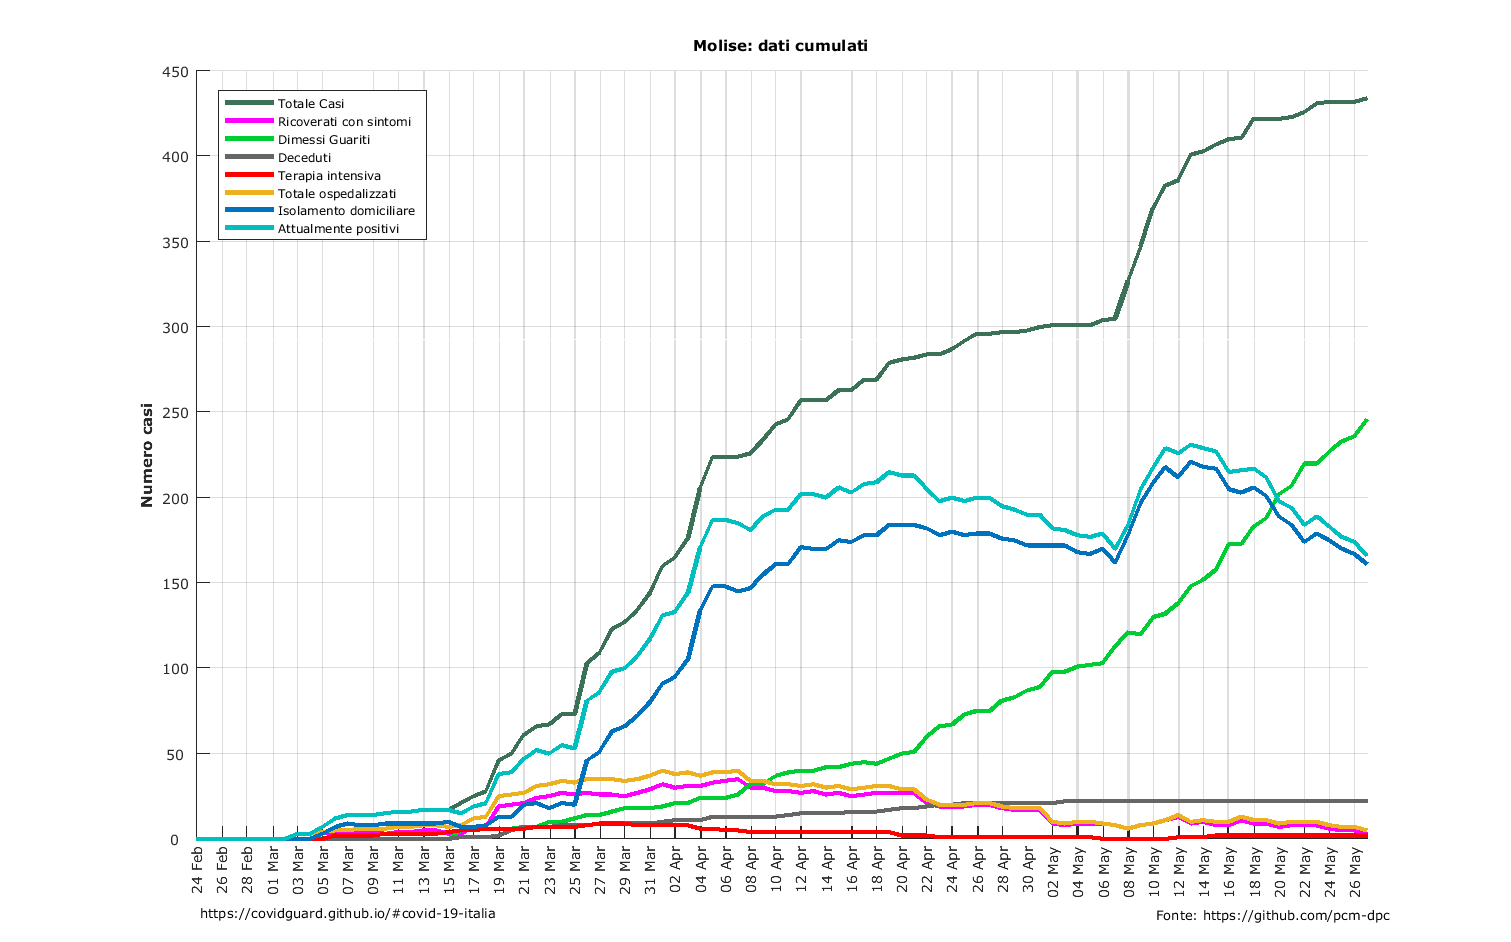 Molise: dati cumulati
Numero casi
450
400
350
300
250
200
150
100
50
0
Totale Casi
Ricoverati con sintomi
Dimessi Guariti
Deceduti
Terapia intensiva
Totale ospedalizzati
Isolamento domiciliare
Attualmente positivi
24 Feb
26 Feb
28 Feb
01 Mar
03 Mar
05 Mar
07 Mar
09 Mar
11 Mar
13 Mar
15 Mar
17 Mar
19 Mar
21 Mar
23 Mar
25 Mar
27 Mar
29 Mar
31 Mar
02 Apr
04 Apr
06 Apr
08 Apr
10 Apr
12 Apr
14 Apr
16 Apr
18 Apr
20 Apr
22 Apr
24 Apr
26 Apr
28 Apr
30 Apr
02 May
04 May
06 May
08 May
10 May
12 May
14 May
16 May
18 May
20 May
22 May
24 May
26 May
https://covidguard.github.io/#covid-19-italia
Fonte: https://github.com/pcm-dpc